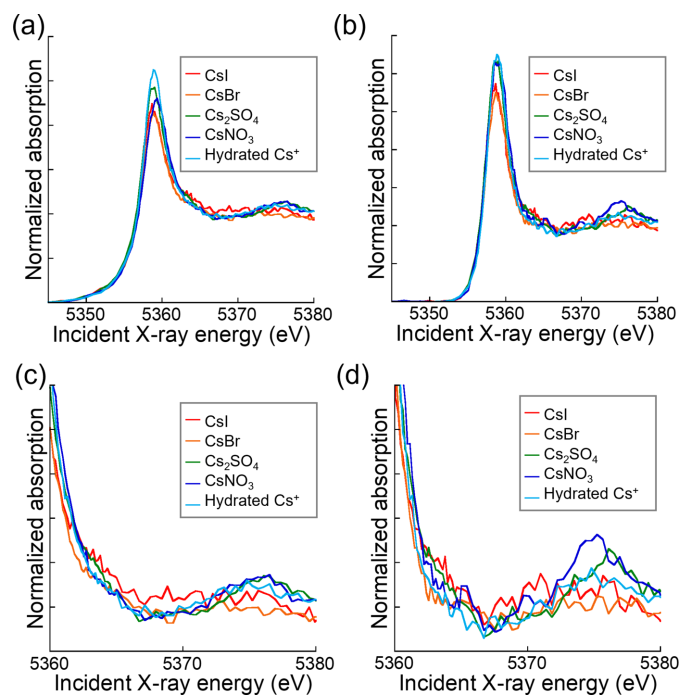 (a)
Normalized absorption
CsI
CsBr
Cs₂SO₄
CsNO₃
Hydrated Cs⁺
5350 5360 5370 5380
Incident X-ray energy (eV)
(b)
Normalized absorption
CsI
CsBr
Cs₂SO₄
CsNO₃
Hydrated Cs⁺
5350 5360 5370 5380
Incident X-ray energy (eV)
(c)
Normalized absorption
CsI
CsBr
Cs₂SO₄
CsNO₃
Hydrated Cs⁺
5360 5370 5380
Incident X-ray energy (eV)
(d)
Normalized absorption
CsI
CsBr
Cs₂SO₄
CsNO₃
Hydrated Cs⁺
5360 5370 5380
Incident X-ray energy (eV)